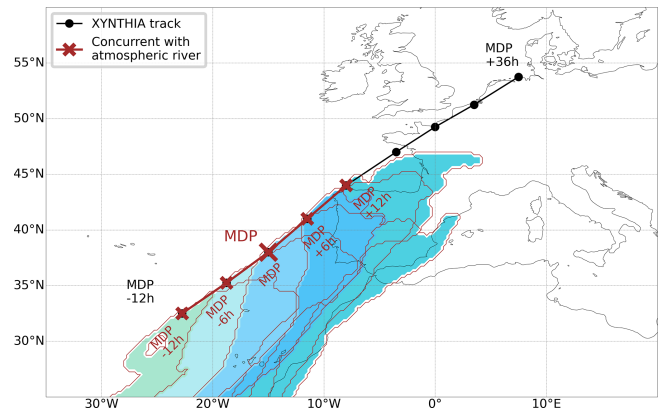 XYNTHIA track
Concurrent with
atmospheric river
MDP
+36h
55°N
50°N
45°N
40°N
35°N
30°N
MDP
+12h
MDP
MDP
+6h
MDP
MDP
-12h
MDP
-6h
MDP
-12h
30°W
20°W
10°W
0°
10°E